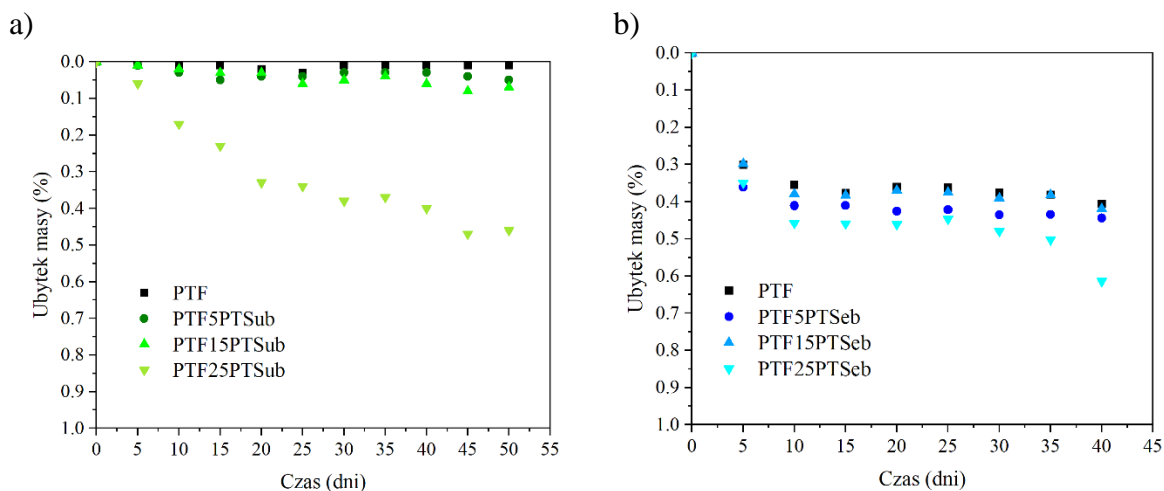 a)
0.0
0.1
0.2
0.3
0.4
0.5
0.6
0.7
0.8
0.9
1.0
Ubytek masy (%)
PTF
PTF5PTSub
PTF15PTSub
PTF25PTSub
0 5 10 15 20 25 30 35 40 45 50 55
Czas (dni)
b)
0.0
0.1
0.2
0.3
0.4
0.5
0.6
0.7
0.8
0.9
1.0
Ubytek masy (%)
PTF
PTF5PTSeb
PTF15PTSeb
PTF25PTSeb
0 5 10 15 20 25 30 35 40 45
Czas (dni)